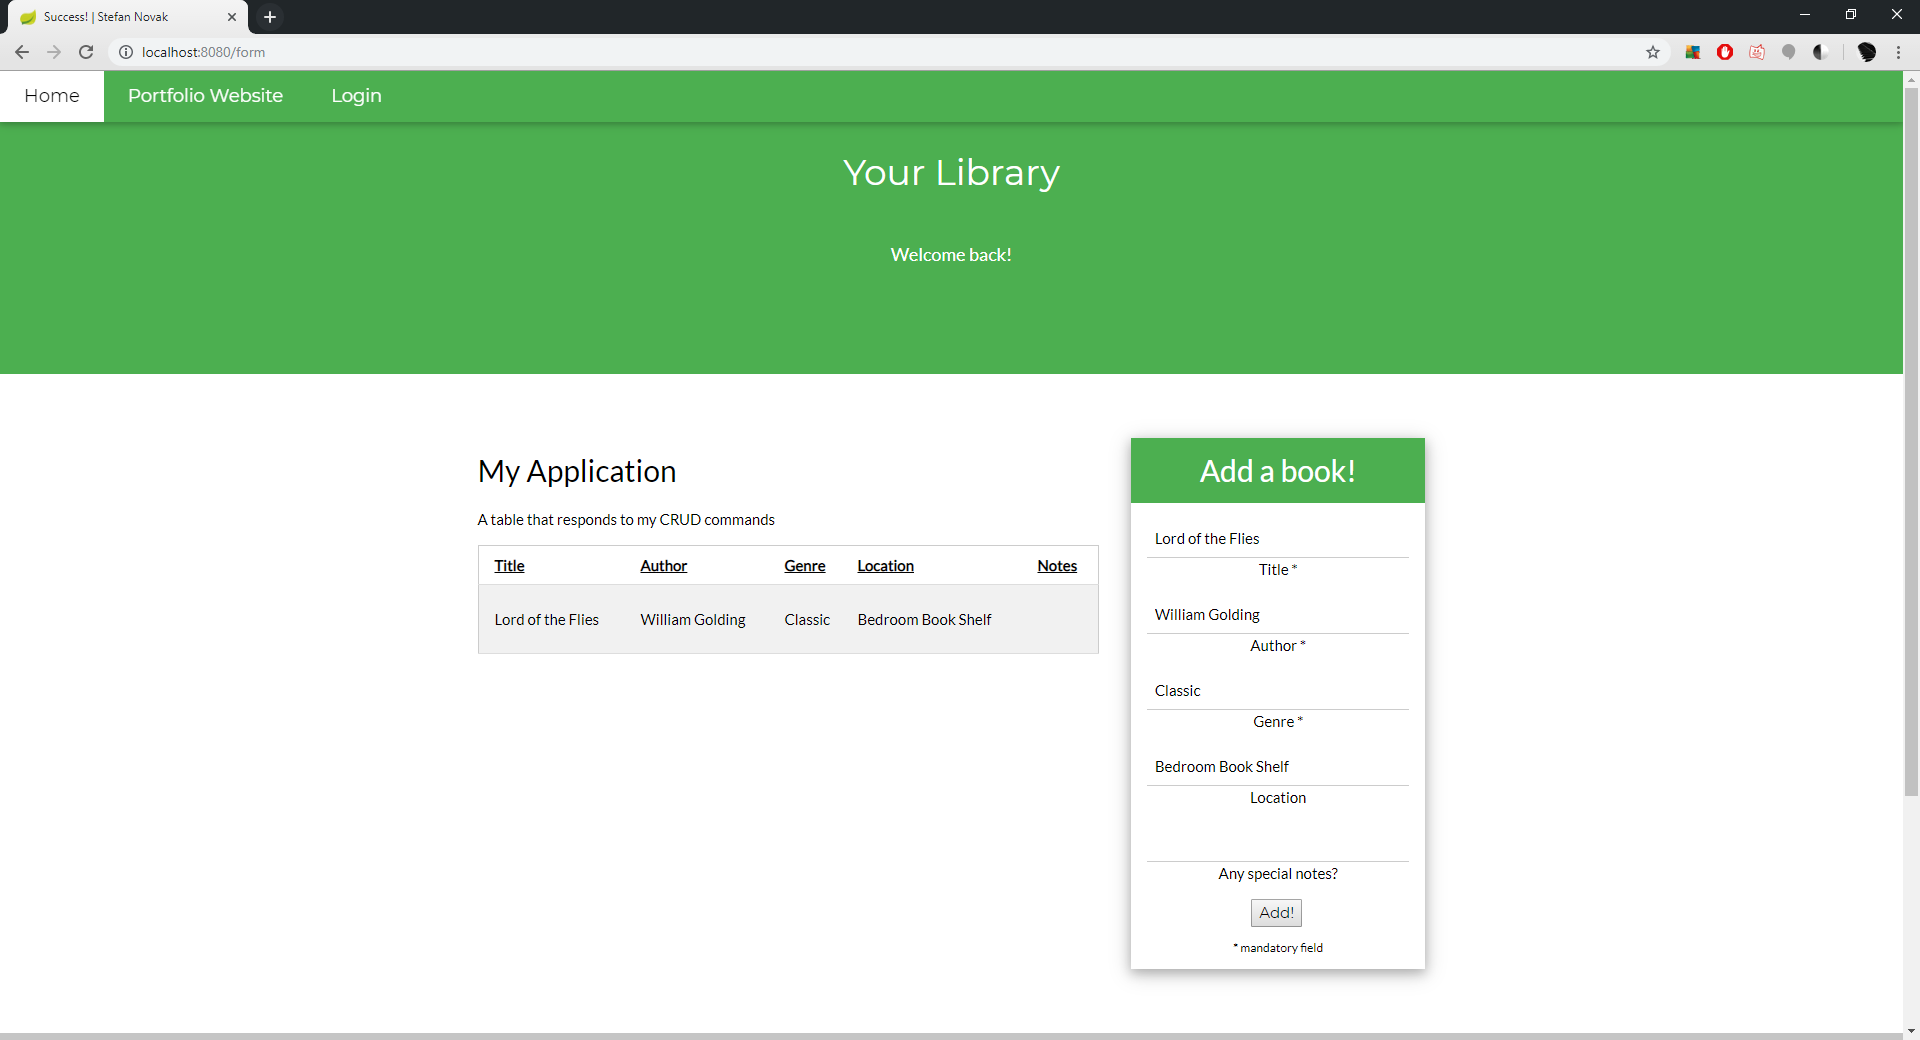 Success! | Stefan Novak
localhost:8080/form
Home Portfolio Website Login
Your Library
Welcome back!
My Application
A table that responds to my CRUD commands
Title Author Genre Location Notes
Lord of the Flies William Golding Classic Bedroom Book Shelf
Add a book!
Lord of the Flies
Title *
William Golding
Author *
Classic
Genre *
Bedroom Book Shelf
Location
Any special notes?
Add!
* mandatory field